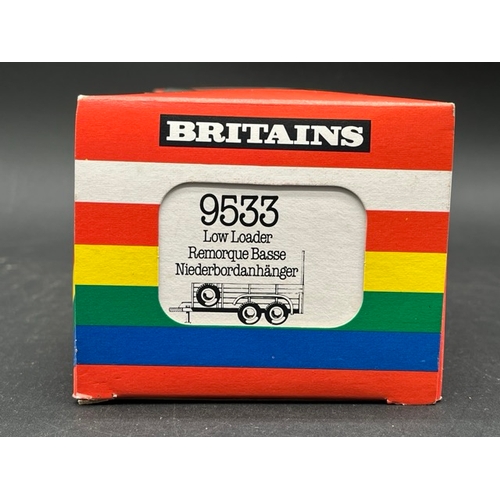 BRITAINS
9533
Low Loader
Remorque Basse
Niederbordanhänger